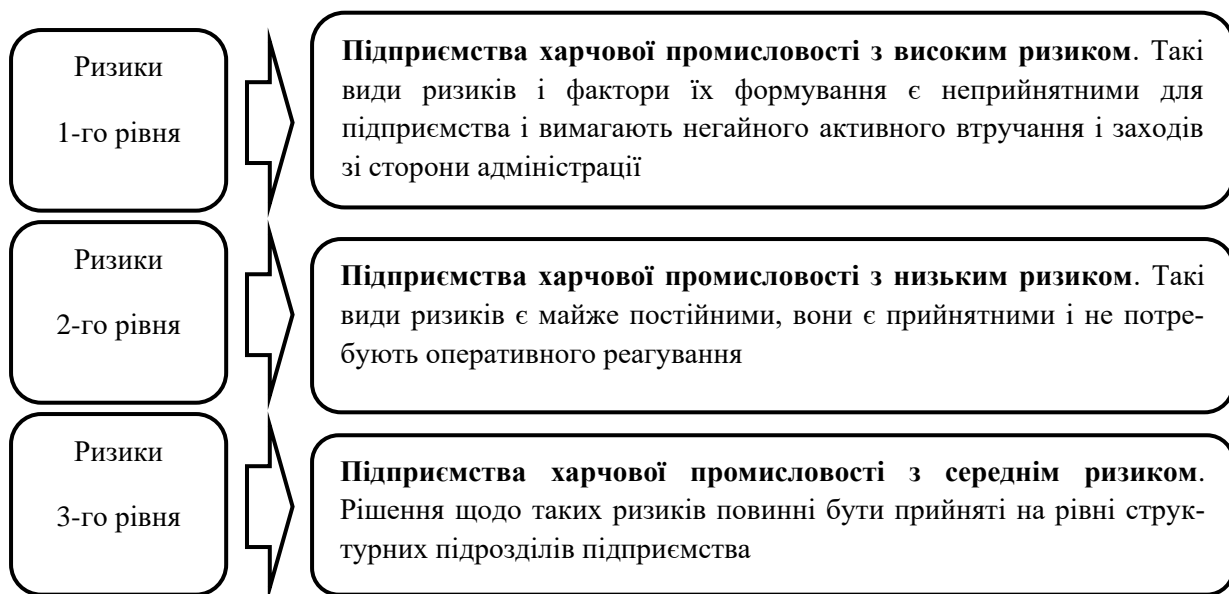 Ризики
1-го рівня
Підприємства харчової промисловості з високим ризиком. Такі
види ризиків і фактори їх формування є неприйнятними для
підприємства і вимагають негайного активного втручання і заходів
зі сторони адміністрації
Ризики
2-го рівня
Підприємства харчової промисловості з низьким ризиком. Такі
види ризиків є майже постійними, вони є прийнятними і не потре-
бують оперативного реагування
Ризики
3-го рівня
Підприємства харчової промисловості з середнім ризиком.
Рішення щодо таких ризиків повинні бути прийняті на рівні струк-
турних підрозділів підприємства